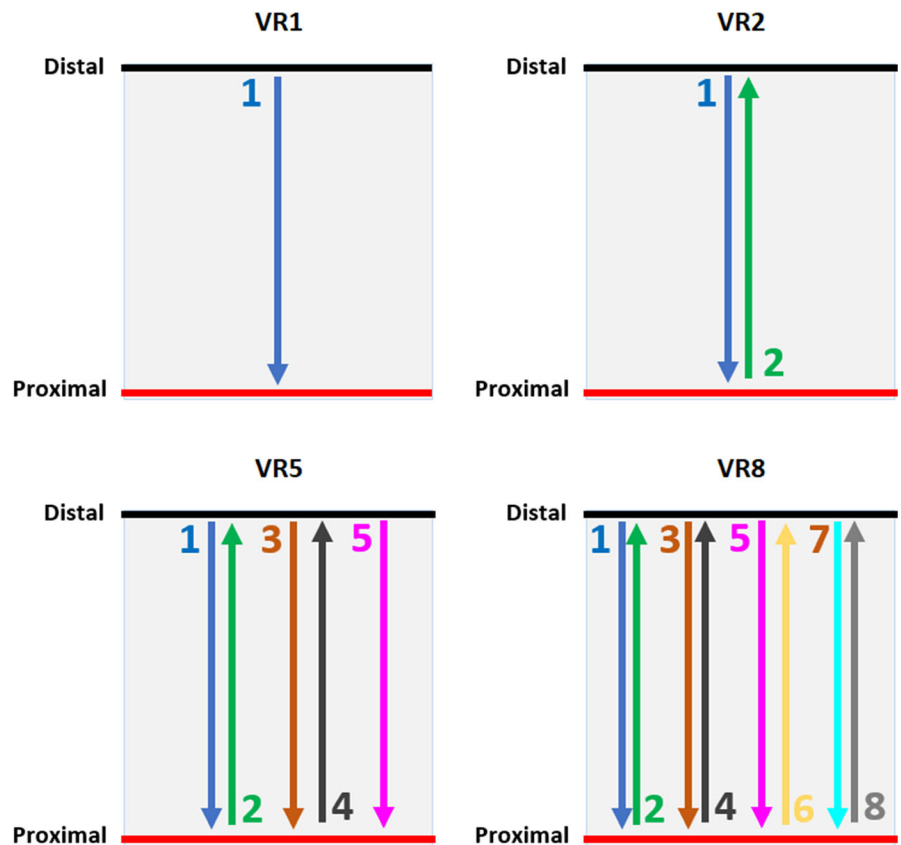 VR1
Distal
1
Proximal
VR2
Distal
1
2
Proximal
VR5
Distal
1 3 5
2 4
Proximal
VR8
Distal
1 3 5 7
2 4 6 8
Proximal